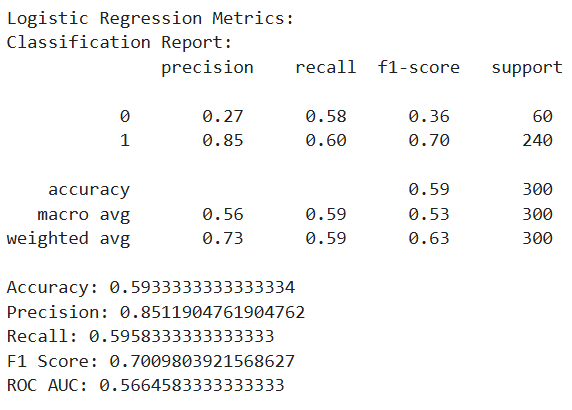 Logistic Regression Metrics:
Classification Report:
precision recall f1-score support
0 0.27 0.58 0.36 60
1 0.85 0.60 0.70 240
accuracy 0.59 300
macro avg 0.56 0.59 0.53 300
weighted avg 0.73 0.59 0.63 300
Accuracy: 0.5933333333333334
Precision: 0.8511904761904762
Recall: 0.5958333333333333
F1 Score: 0.7009803921568627
ROC AUC: 0.5664583333333333